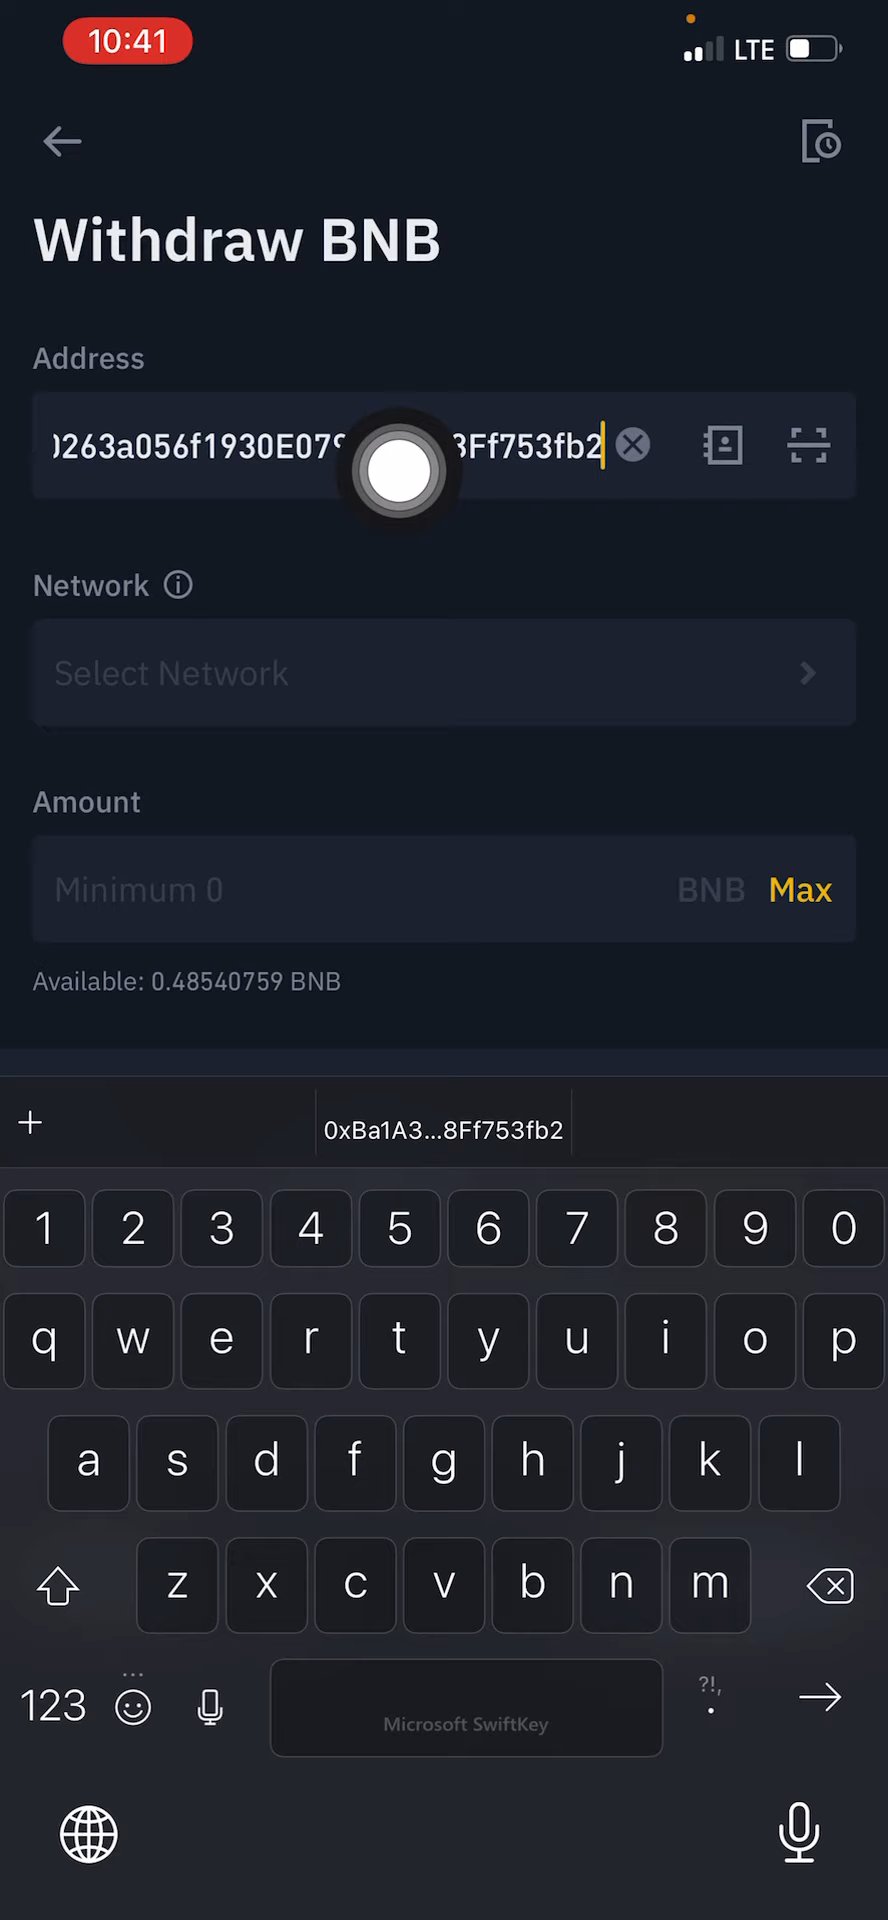 10:41
LTE
Withdraw BNB
Address
0263a056f1930E079 3Ff753fb2
Network
Select Network
Amount
Minimum 0 BNB Max
Available: 0.48540759 BNB
0xBa1A3...8Ff753fb2
1 2 3 4 5 6 7 8 9 0
q w e r t y u i o p
a s d f g h j k l
z x c v b n m
123 ?!, .
Microsoft SwiftKey